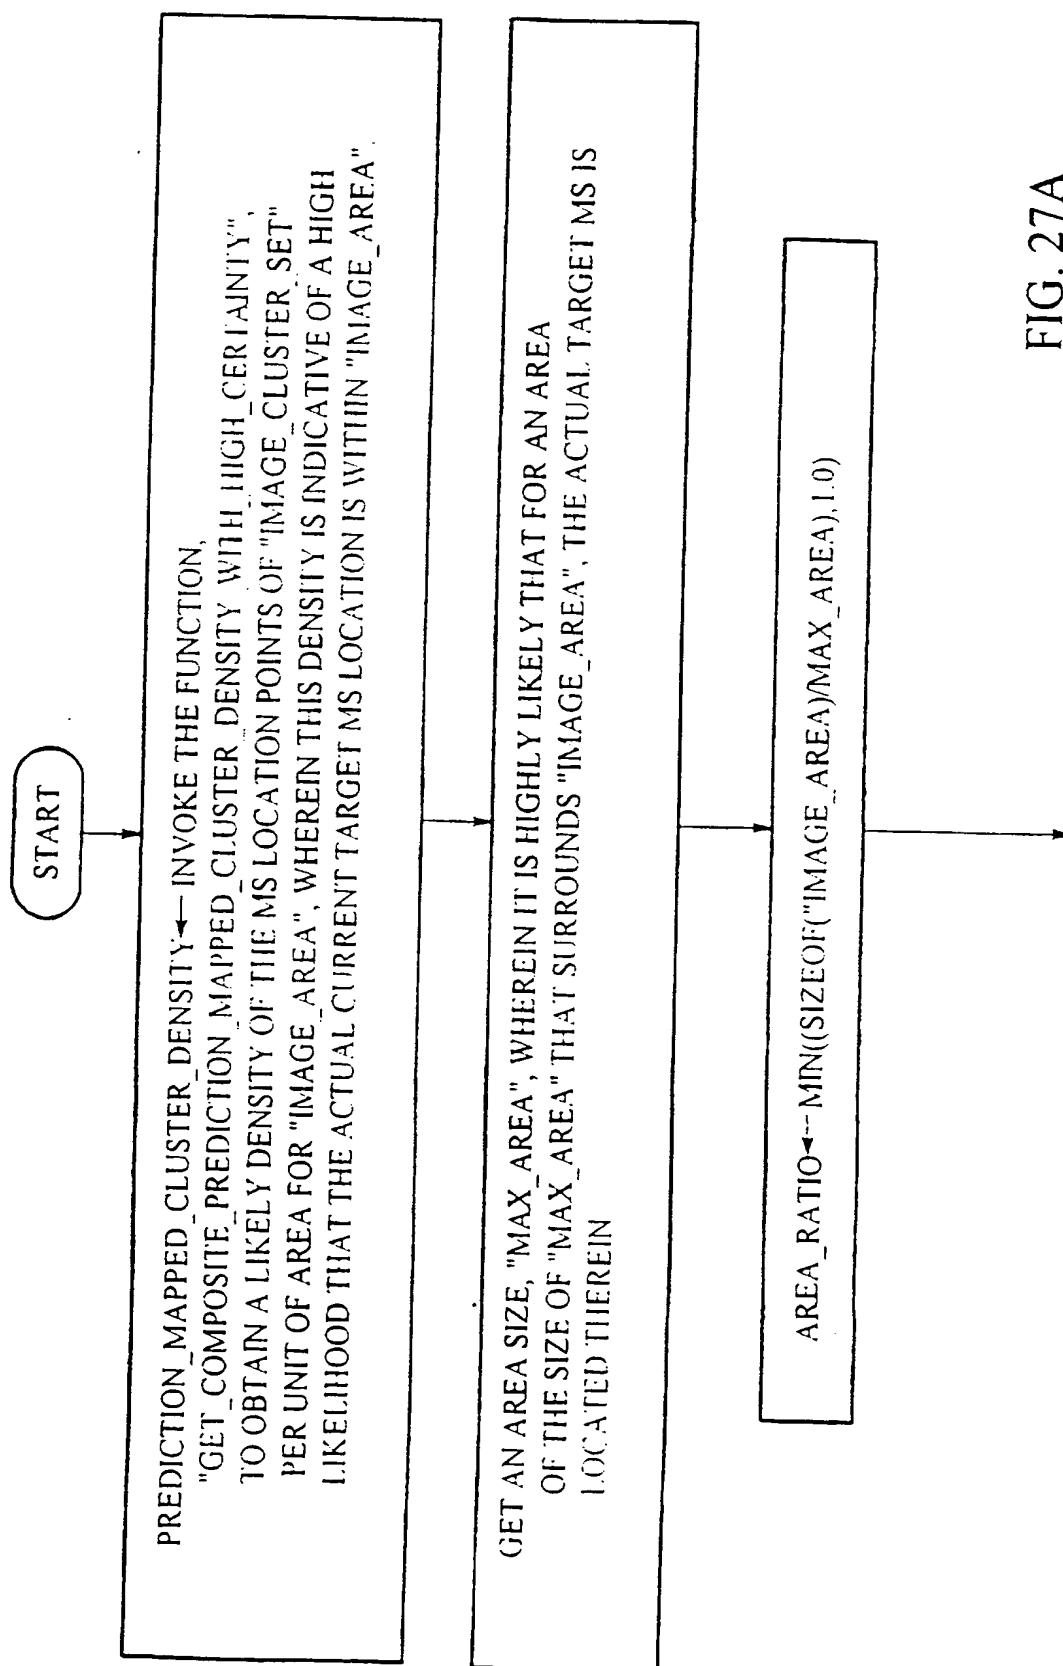 START
PREDICTION_MAPPED_CLUSTER_DENSITY ◄— INVOKE THE FUNCTION,
"GET_COMPOSITE_PREDICTION_MAPPED_CLUSTER_DENSITY_WITH_HIGH_CERTAINTY",
TO OBTAIN A LIKELY DENSITY OF THE MS LOCATION POINTS OF "IMAGE_CLUSTER_SET"
PER UNIT OF AREA FOR "IMAGE_AREA", WHEREIN THIS DENSITY IS INDICATIVE OF A HIGH
LIKELIHOOD THAT THE ACTUAL CURRENT TARGET MS LOCATION IS WITHIN "IMAGE_AREA".
GET AN AREA SIZE, "MAX_AREA", WHEREIN IT IS HIGHLY LIKELY THAT FOR AN AREA
OF THE SIZE OF "MAX_AREA" THAT SURROUNDS "IMAGE_AREA", THE ACTUAL TARGET MS IS
LOCATED THEREIN
AREA_RATIO ◄--- MIN((SIZEOF("IMAGE_AREA)/MAX_AREA), 1.0)
FIG. 27A